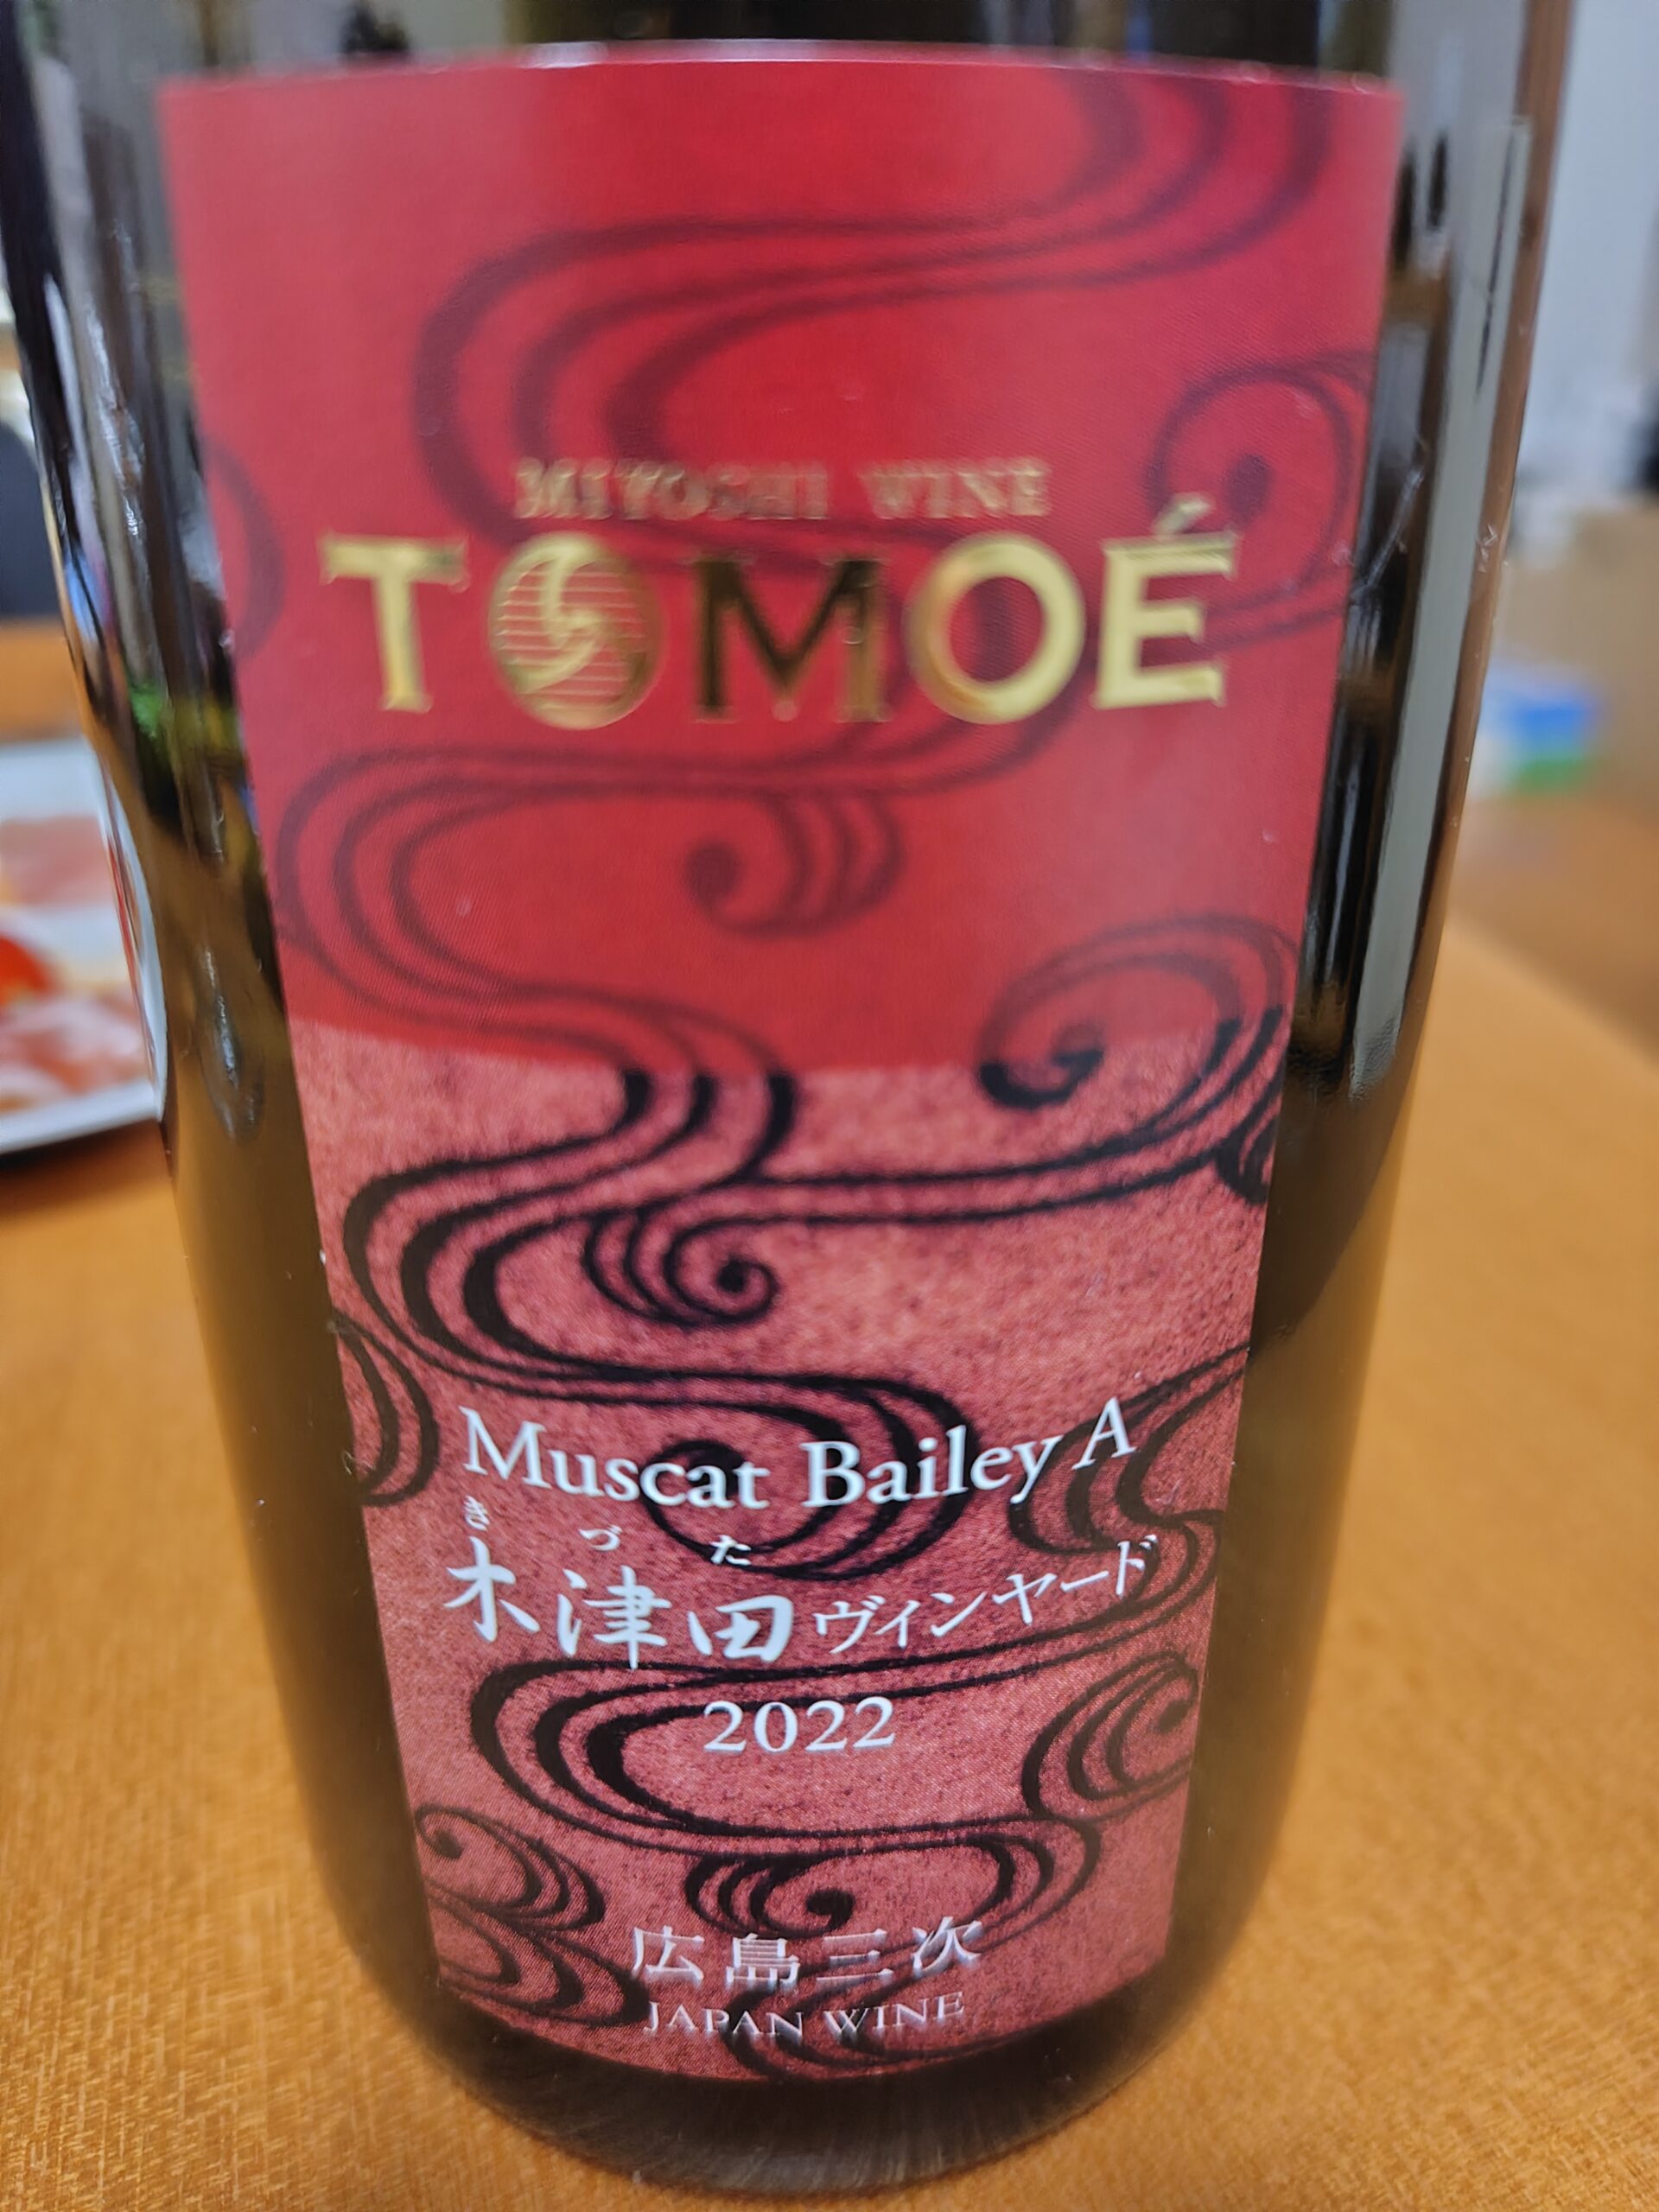 MIYOSHI WINE
TOMOÉ
Muscat Bailey A
きづた
木津田ヴィンヤード
2022
広島三次
JAPAN WINE